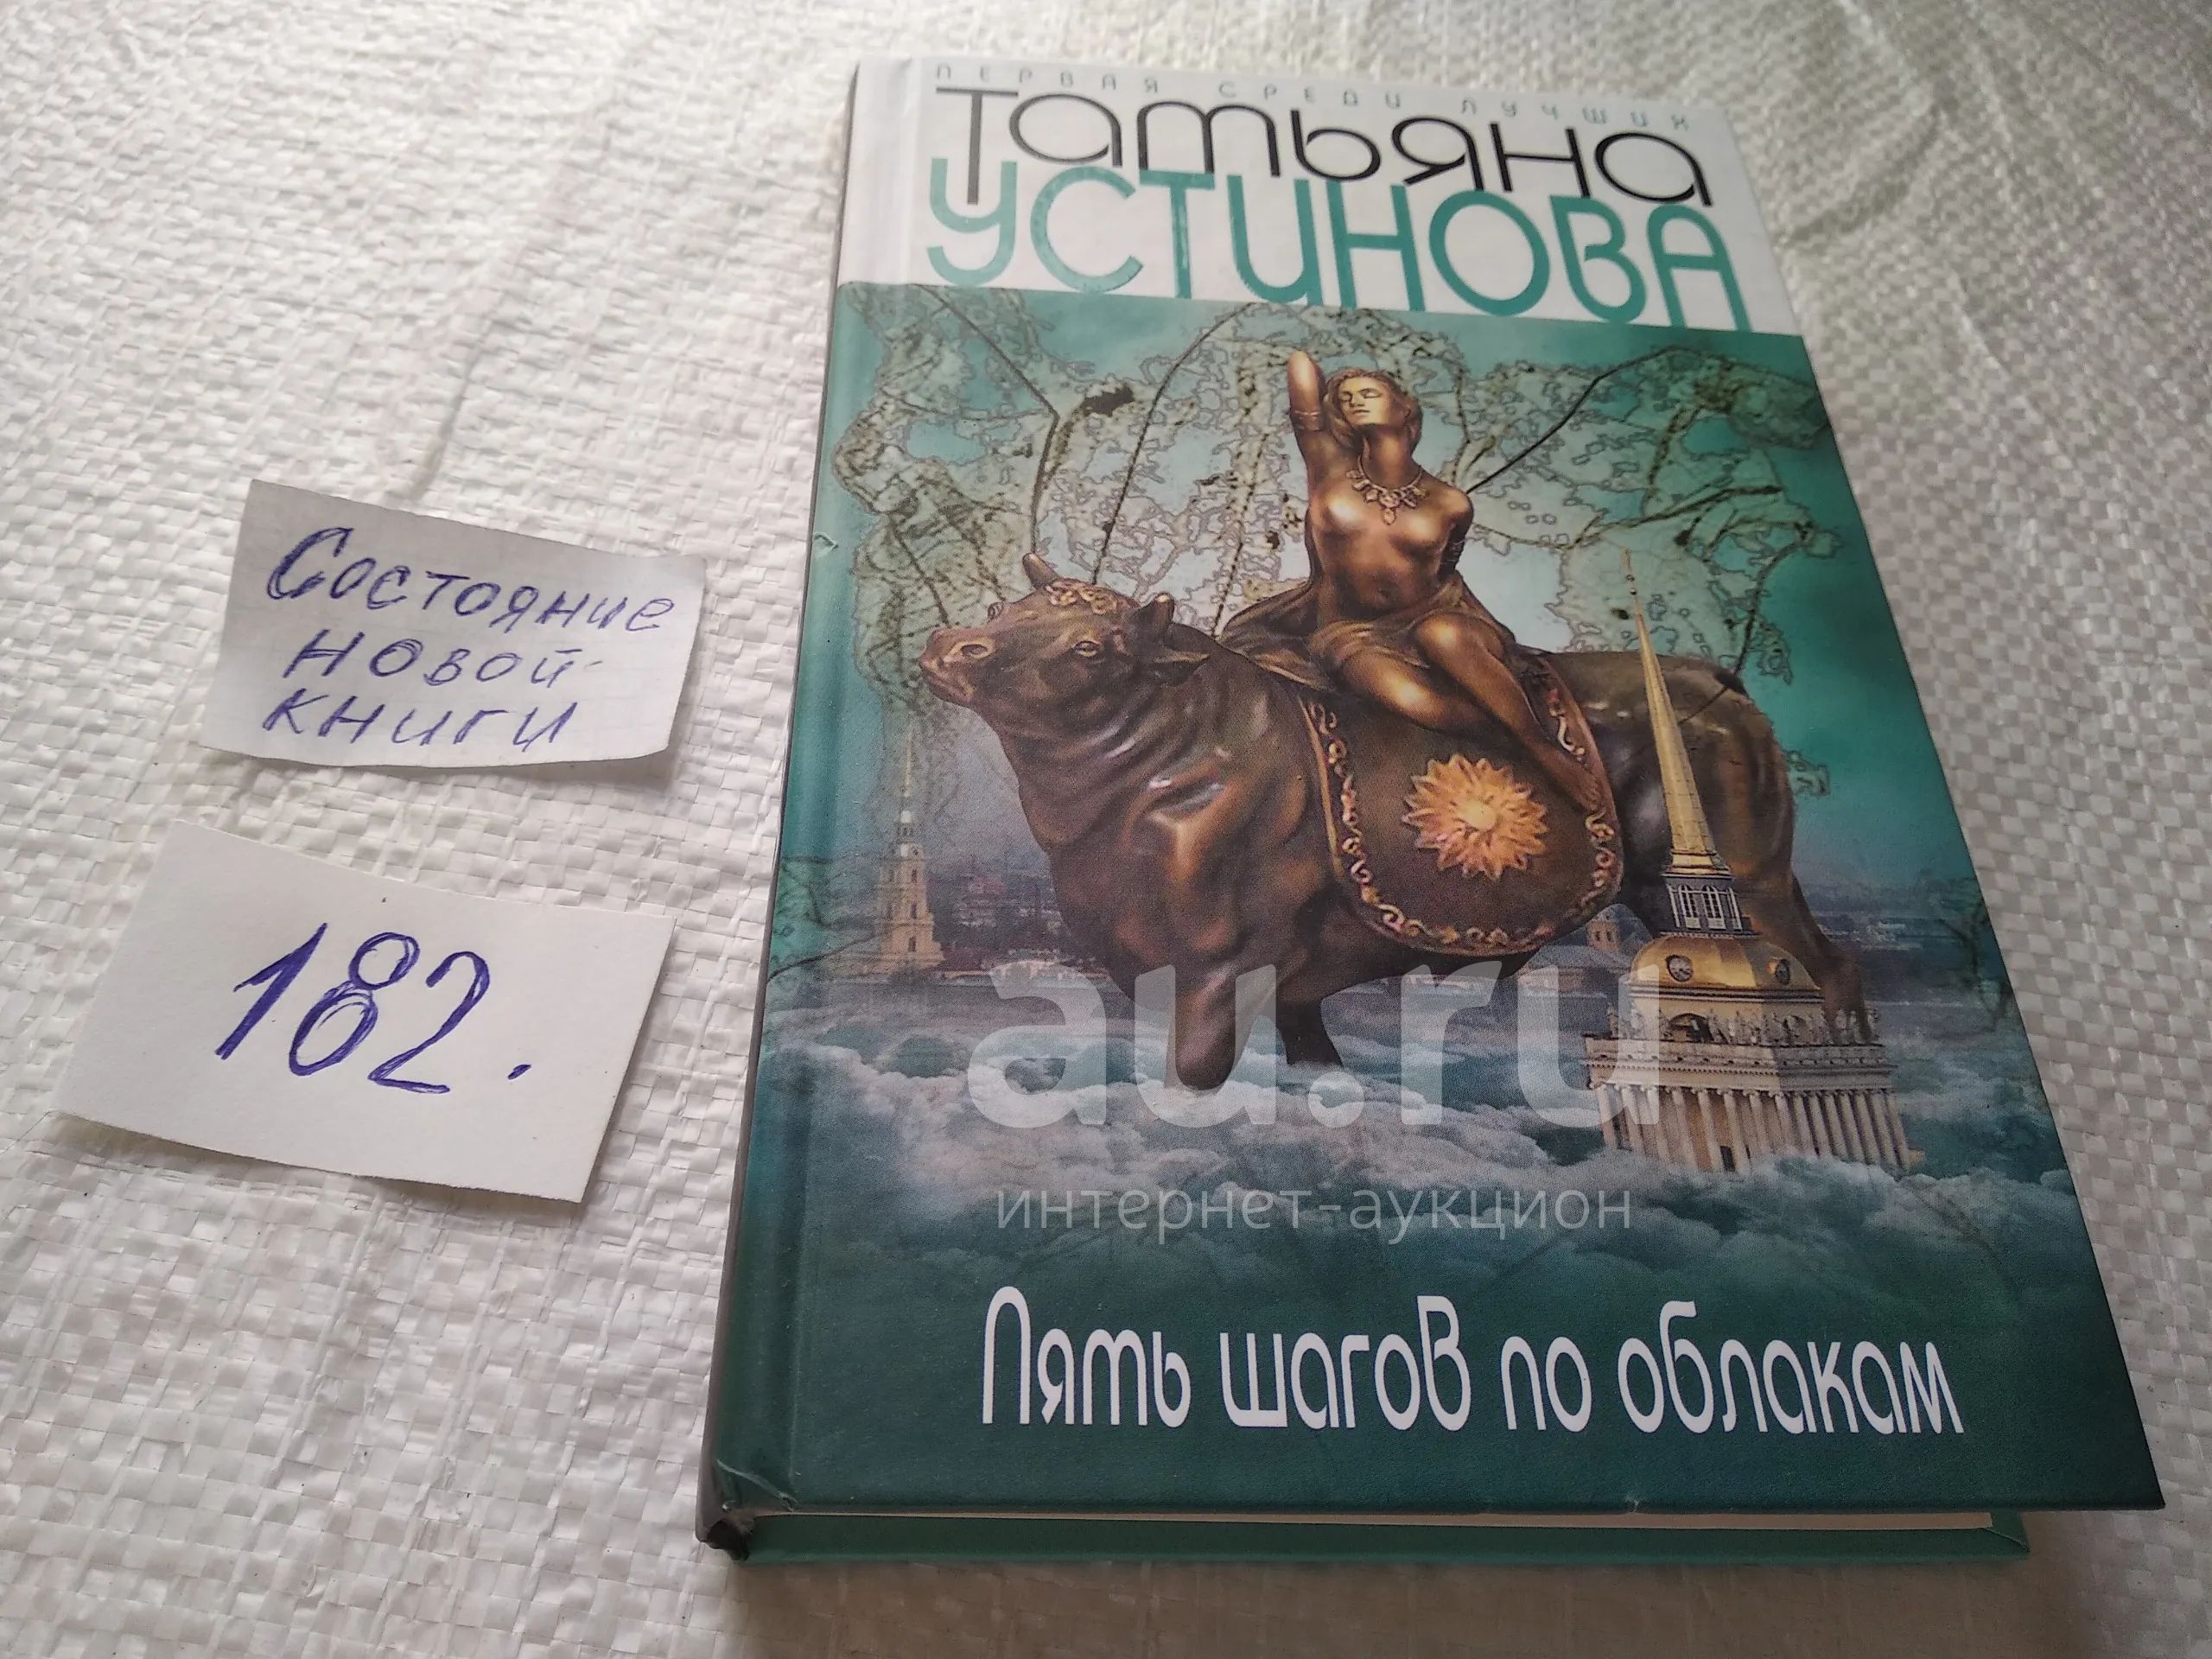 ПЕРВАЯ СРЕДИ ЛУЧШИХ
Татьяна
УСТИНОВА
Состояние
новой
книги
182.
au.ru
интернет-аукцион
Пять шагов по облакам